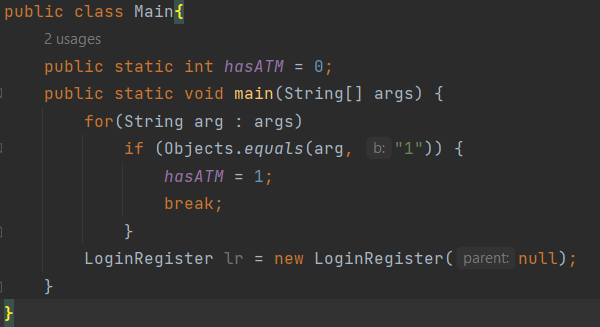 public class Main{
2 usages
public static int hasATM = 0;
public static void main(String[] args) {
for(String arg : args)
if (Objects.equals(arg, b: "1")) {
hasATM = 1;
break;
}
LoginRegister lr = new LoginRegister( parent: null);
}
}